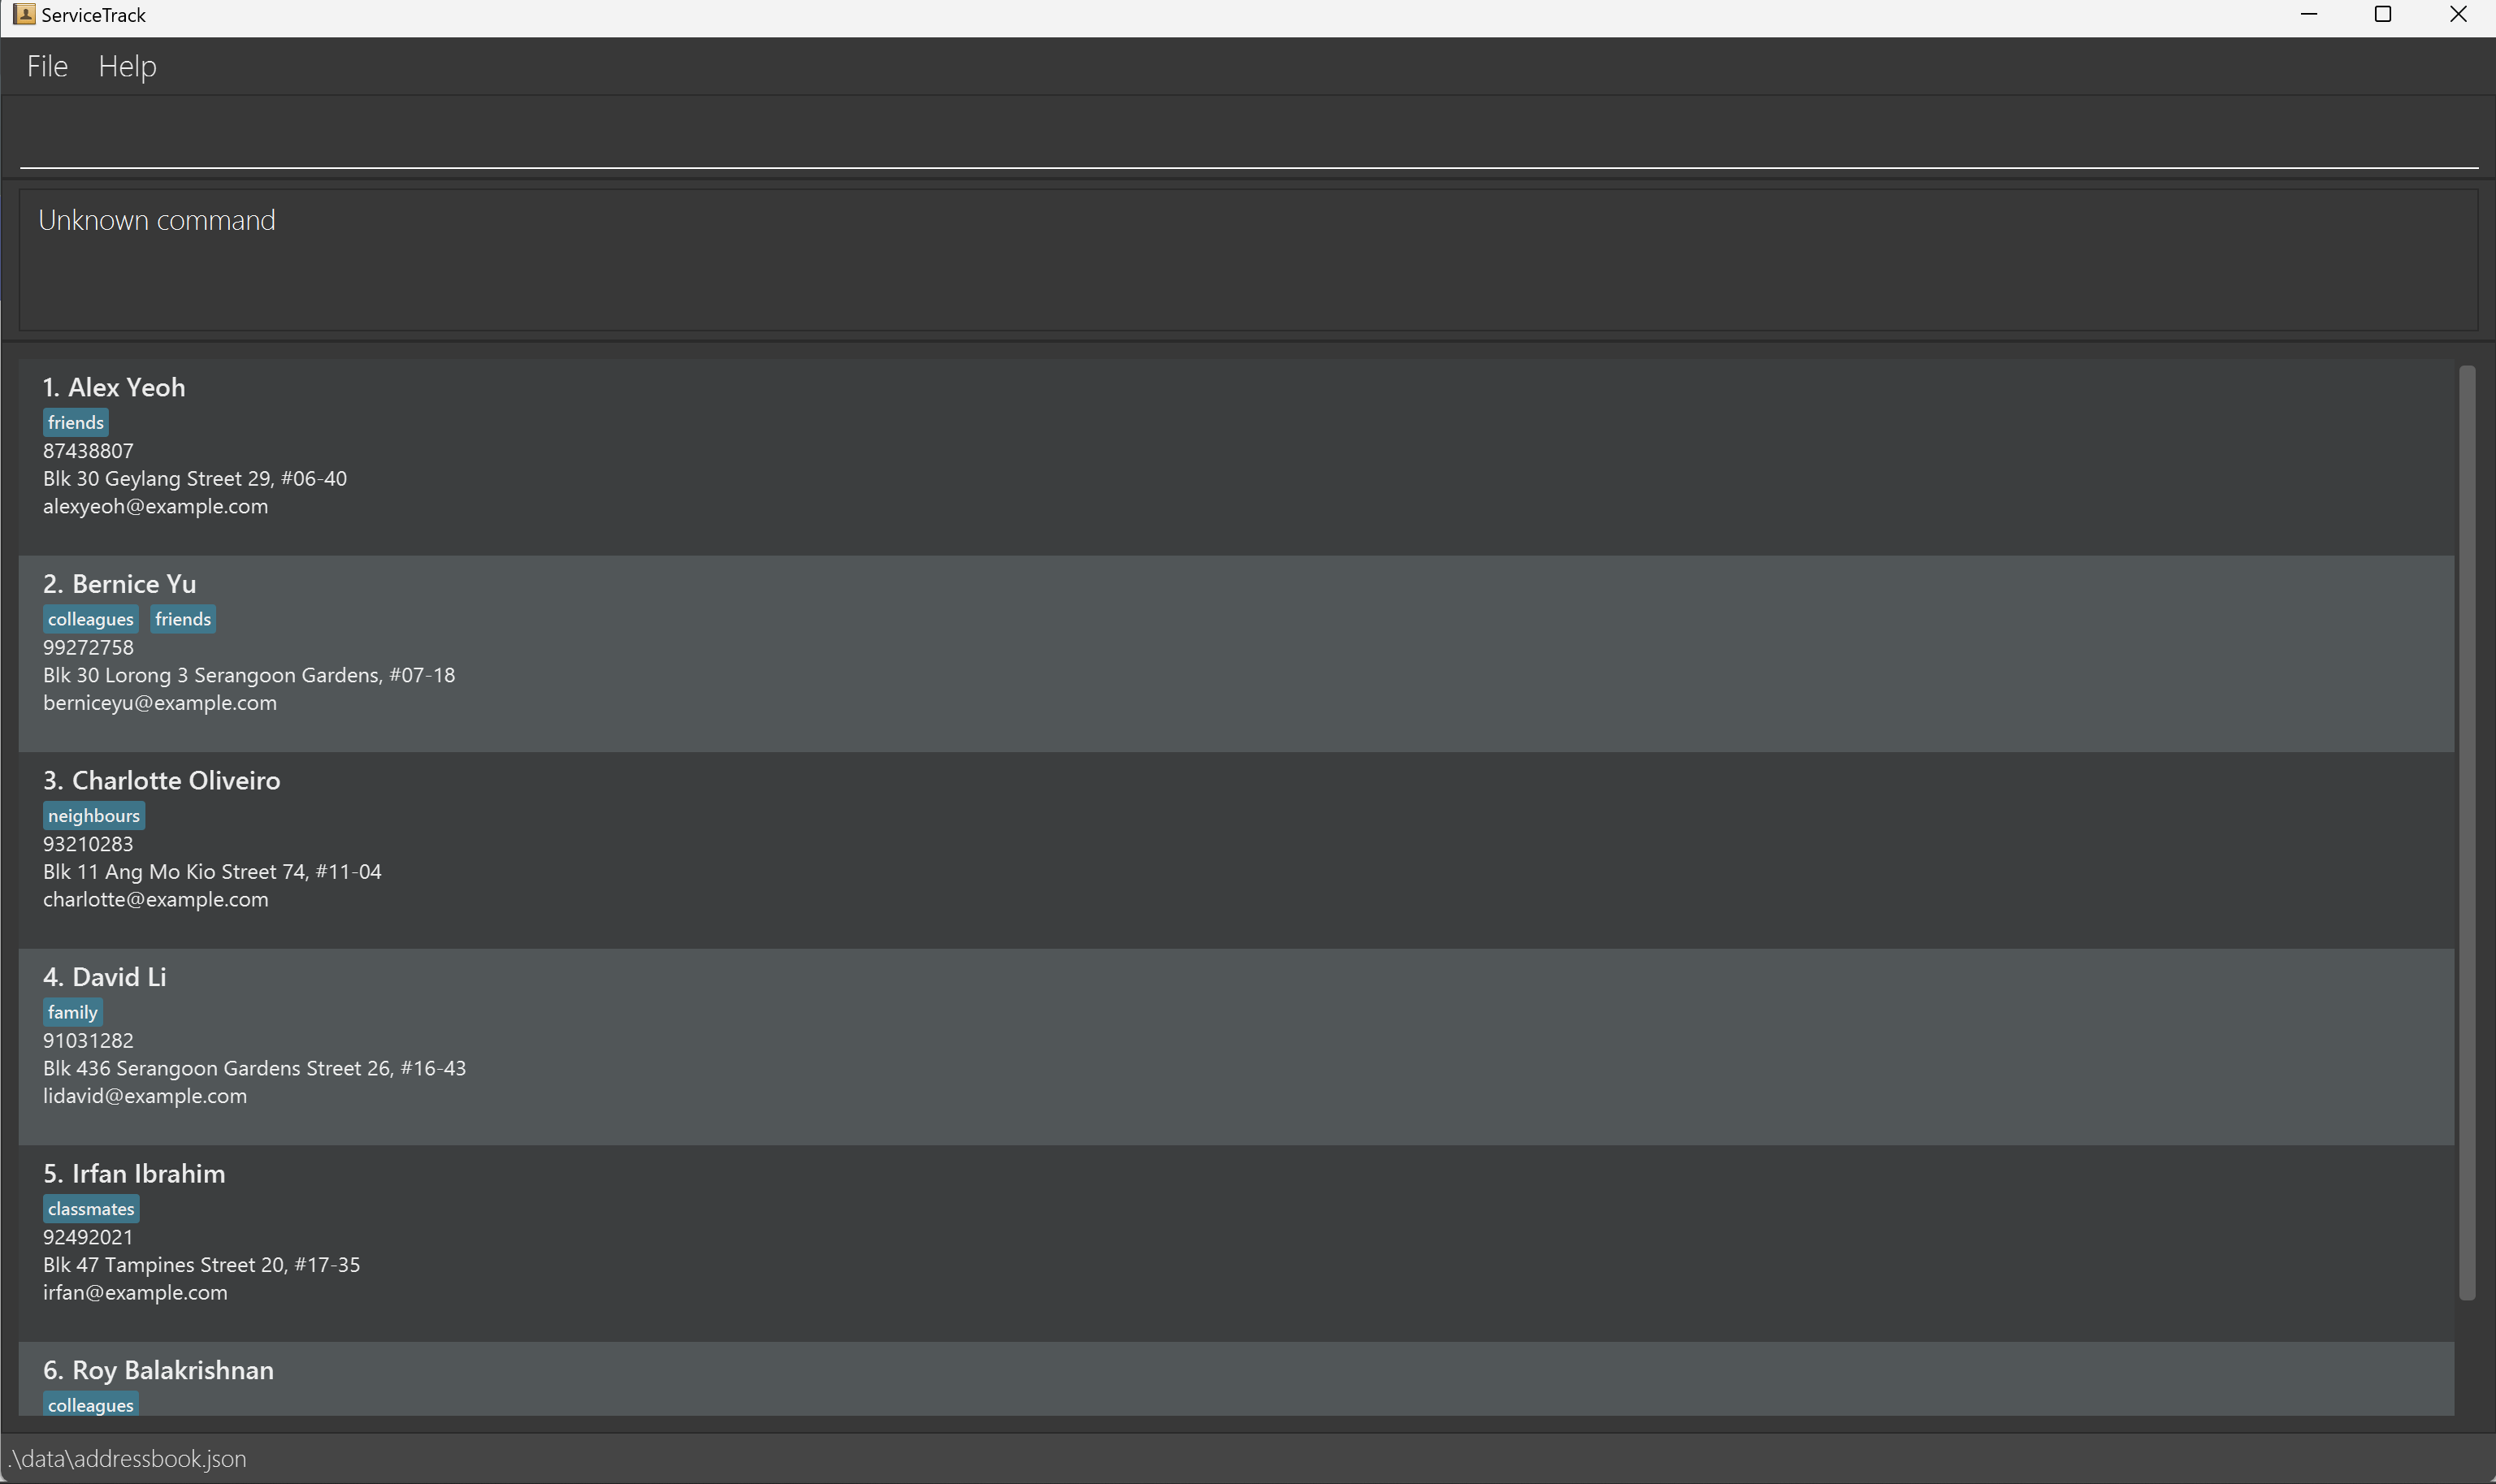 ServiceTrack
File Help
Unknown command
1. Alex Yeoh
friends
87438807
Blk 30 Geylang Street 29, #06-40
alexyeoh@example.com
2. Bernice Yu
colleagues friends
99272758
Blk 30 Lorong 3 Serangoon Gardens, #07-18
berniceyu@example.com
3. Charlotte Oliveiro
neighbours
93210283
Blk 11 Ang Mo Kio Street 74, #11-04
charlotte@example.com
4. David Li
family
91031282
Blk 436 Serangoon Gardens Street 26, #16-43
lidavid@example.com
5. Irfan Ibrahim
classmates
92492021
Blk 47 Tampines Street 20, #17-35
irfan@example.com
6. Roy Balakrishnan
colleagues
.\data\addressbook.json